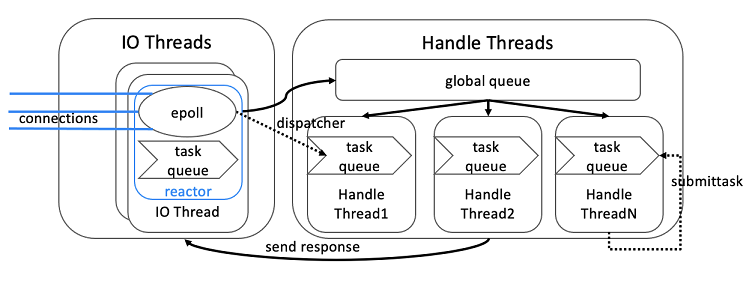 IO Threads
Handle Threads
global queue
connections
epoll
dispatcher
task
queue
reactor
IO Thread
task
queue
Handle
Thread1
task
queue
Handle
Thread2
task
queue
Handle
ThreadN
submittask
send response